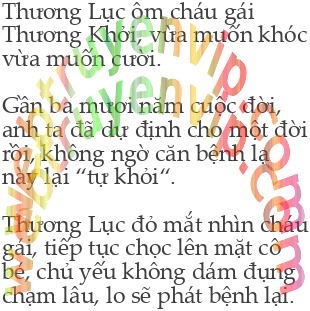 Thương Lục ôm cháu gái
Thương Khởi, vừa muốn khóc
vừa muốn cười.
Gần ba mươi năm cuộc đời,
anh ta đã dự định cho một đời
rồi, không ngờ căn bệnh lạ
này lại “tự khỏi“.
Thương Lục đỏ mắt nhìn cháu
gái, tiếp tục chọc lên mặt cô
bé, chủ yếu không dám đụng
chạm lâu, lo sẽ phát bệnh lại.